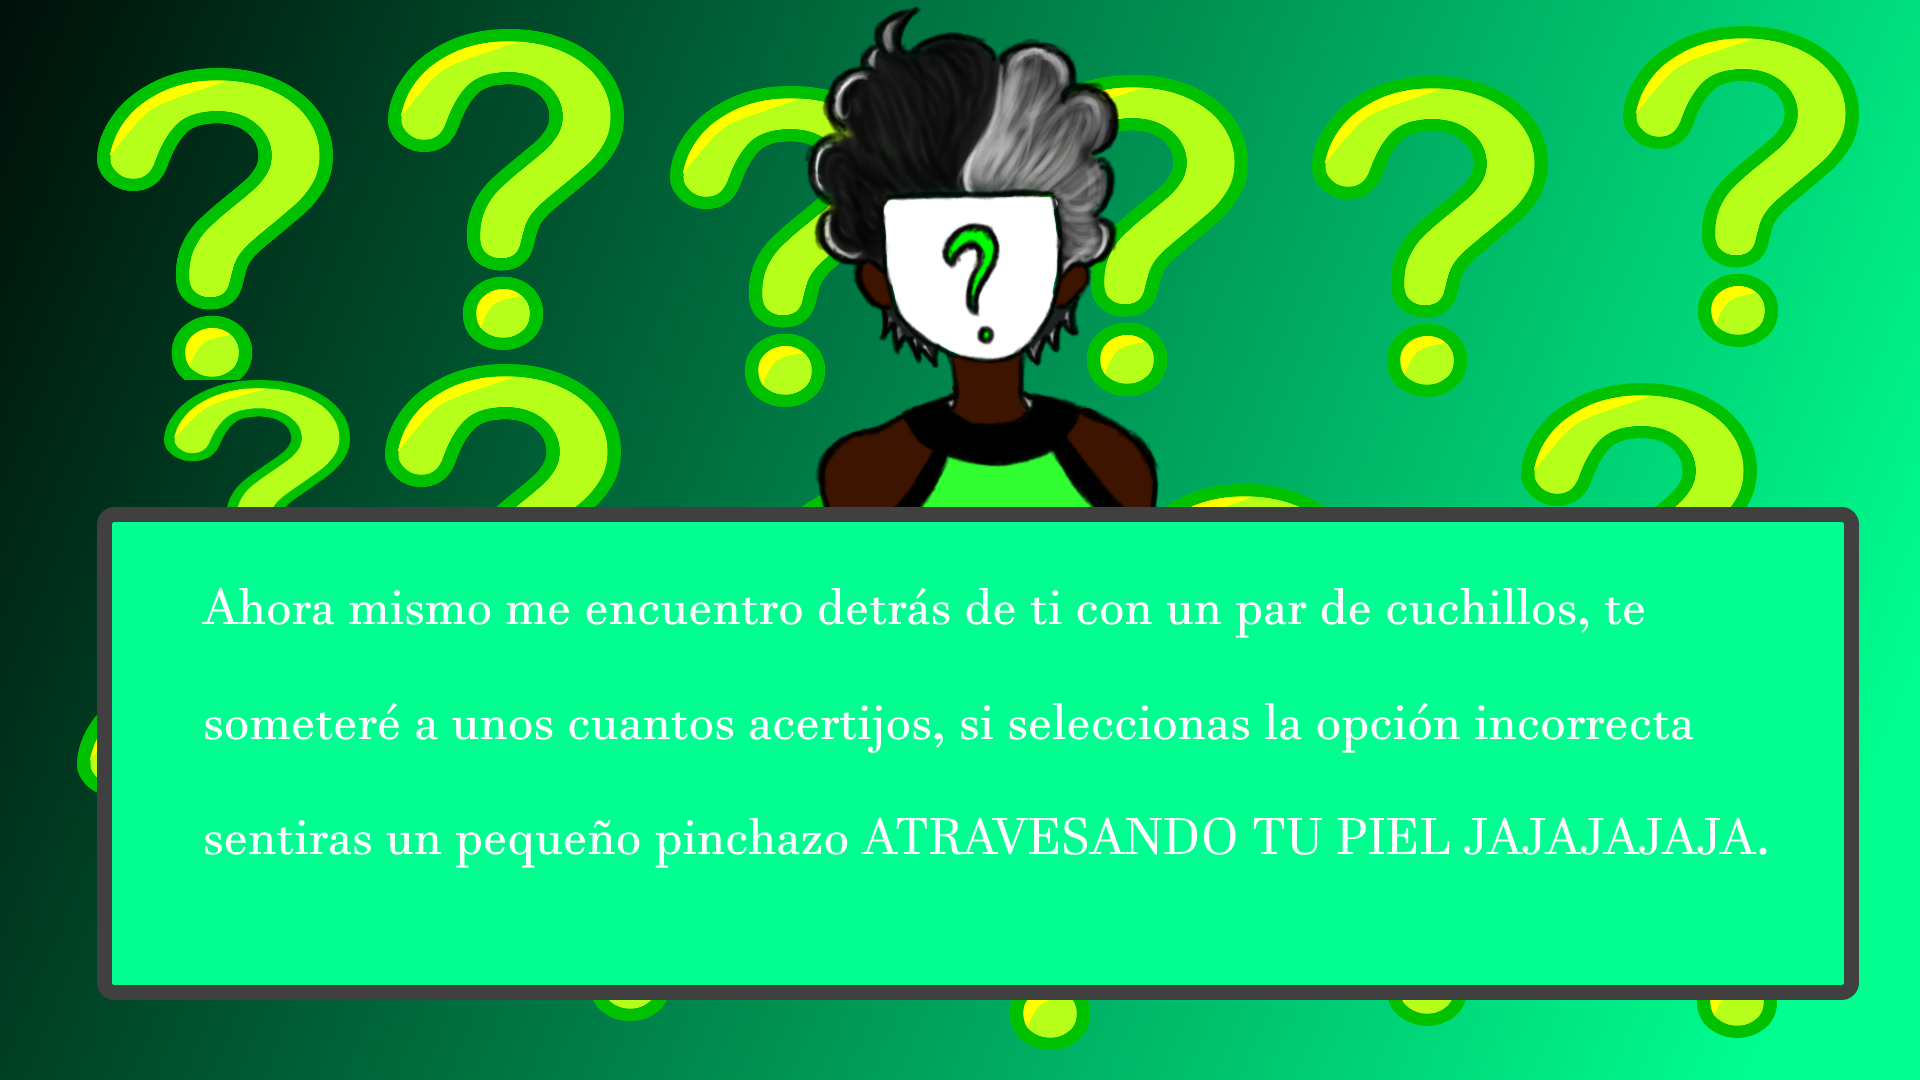 ?
Ahora mismo me encuentro detrás de ti con un par de cuchillos, te
someteré a unos cuantos acertijos, si seleccionas la opción incorrecta
sentiras un pequeño pinchazo ATRAVESANDO TU PIEL JAJAJAJAJA.